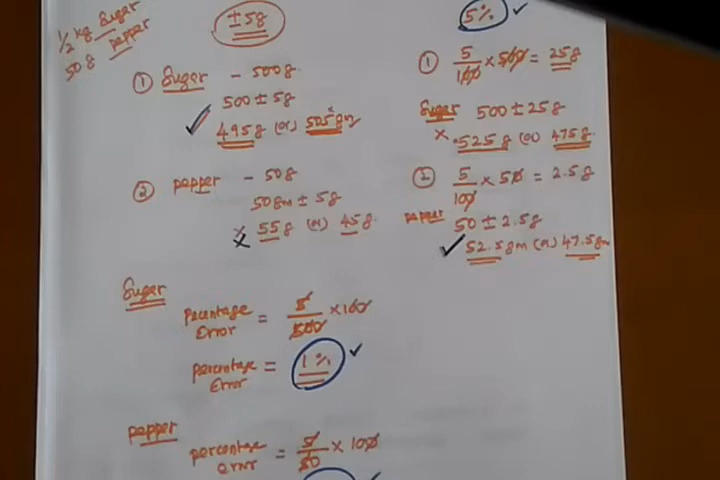 1/2 kg Sugar
50 g pepper
±5g
① Sugar - 500g
500 ± 5g
495g (or) 505gm
② pepper - 50g
50gm ± 5g
55g (or) 45g
5%
① 5/100 × 500 = 25g
Sugar 500 ± 25g
525g (or) 475g
② 5/100 × 50 = 2.5g
pepper
50 ± 2.5g
52.5gm (or) 47.5gm
Sugar
Pecentage Error = 5/500 × 100
percentage Error = 1%
pepper
percentage error = 5/50 × 100